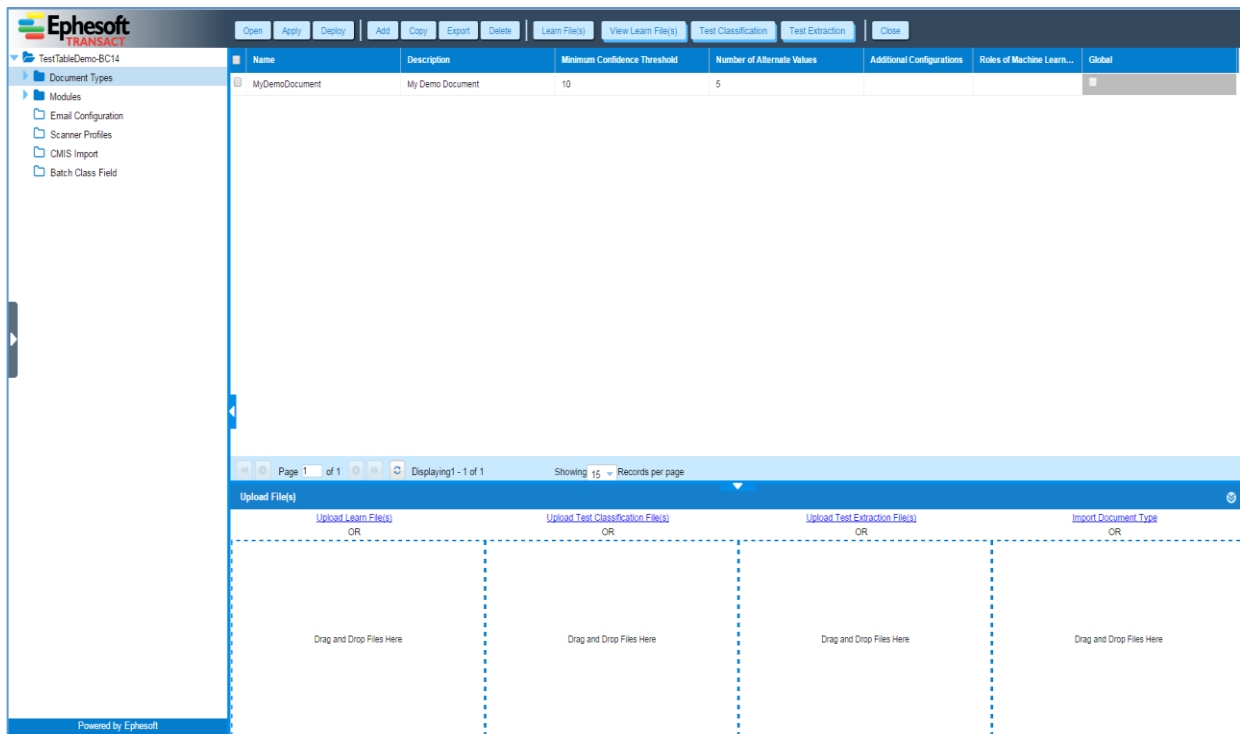 Ephesoft
TRANSACT
Open Apply Deploy Add Copy Export Delete Learn File(s) View Learn File(s) Test Classification Test Extraction Close
TestTableDemo-BC14
Document Types
Modules
Email Configuration
Scanner Profiles
CMIS Import
Batch Class Field
Name Description Minimum Confidence Threshold Number of Alternate Values Additional Configurations Roles of Machine Learn... Global
MyDemoDocument My Demo Document 10 5
Page 1 of 1 Displaying1 - 1 of 1 Showing 15 Records per page
Upload File(s)
Upload Learn File(s) Upload Test Classification File(s) Upload Test Extraction File(s) Import Document Type
OR OR OR OR
Drag and Drop Files Here Drag and Drop Files Here Drag and Drop Files Here Drag and Drop Files Here
Powered by Ephesoft